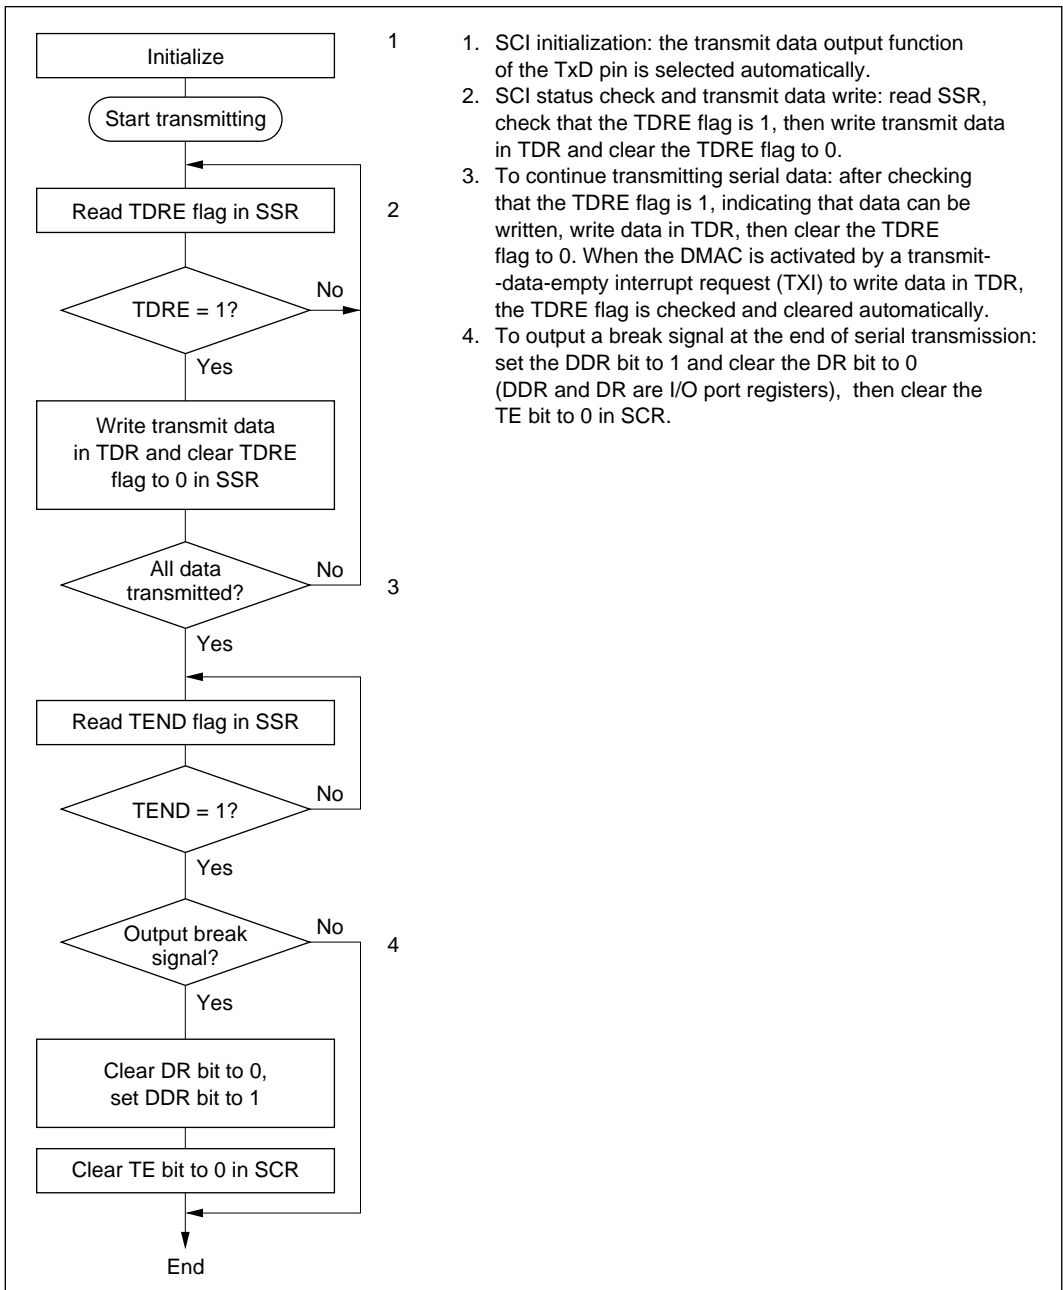 Initialize
1
Start transmitting
Read TDRE flag in SSR
2
TDRE = 1?
No
Yes
Write transmit data
in TDR and clear TDRE
flag to 0 in SSR
All data
transmitted?
No
3
Yes
Read TEND flag in SSR
TEND = 1?
No
Yes
Output break
signal?
No
4
Yes
Clear DR bit to 0,
set DDR bit to 1
Clear TE bit to 0 in SCR
End
1. SCI initialization: the transmit data output function
of the TxD pin is selected automatically.
2. SCI status check and transmit data write: read SSR,
check that the TDRE flag is 1, then write transmit data
in TDR and clear the TDRE flag to 0.
3. To continue transmitting serial data: after checking
that the TDRE flag is 1, indicating that data can be
written, write data in TDR, then clear the TDRE
flag to 0. When the DMAC is activated by a transmit-
-data-empty interrupt request (TXI) to write data in TDR,
the TDRE flag is checked and cleared automatically.
4. To output a break signal at the end of serial transmission:
set the DDR bit to 1 and clear the DR bit to 0
(DDR and DR are I/O port registers), then clear the
TE bit to 0 in SCR.